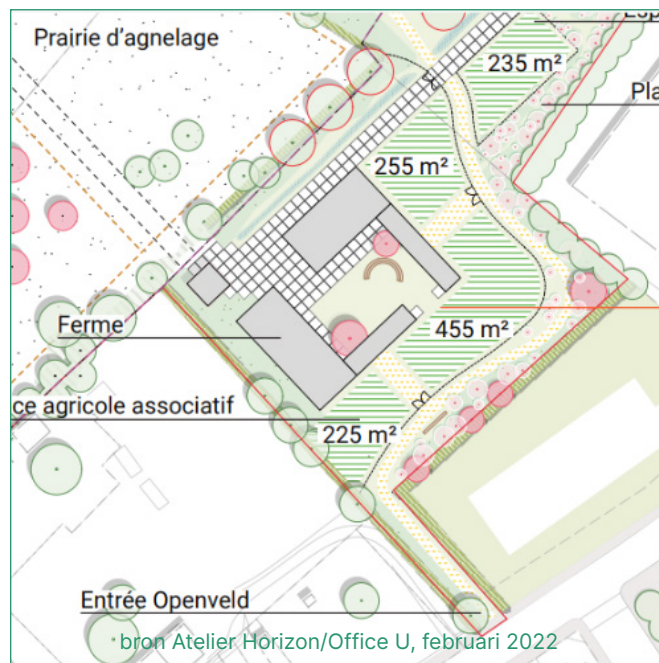 Esp
Prairie d'agnelage
235 m²
Pla
255 m²
Ferme
455 m²
ce agricole associatif
225 m²
Entrée Openveld
bron Atelier Horizon/Office U, februari 2022